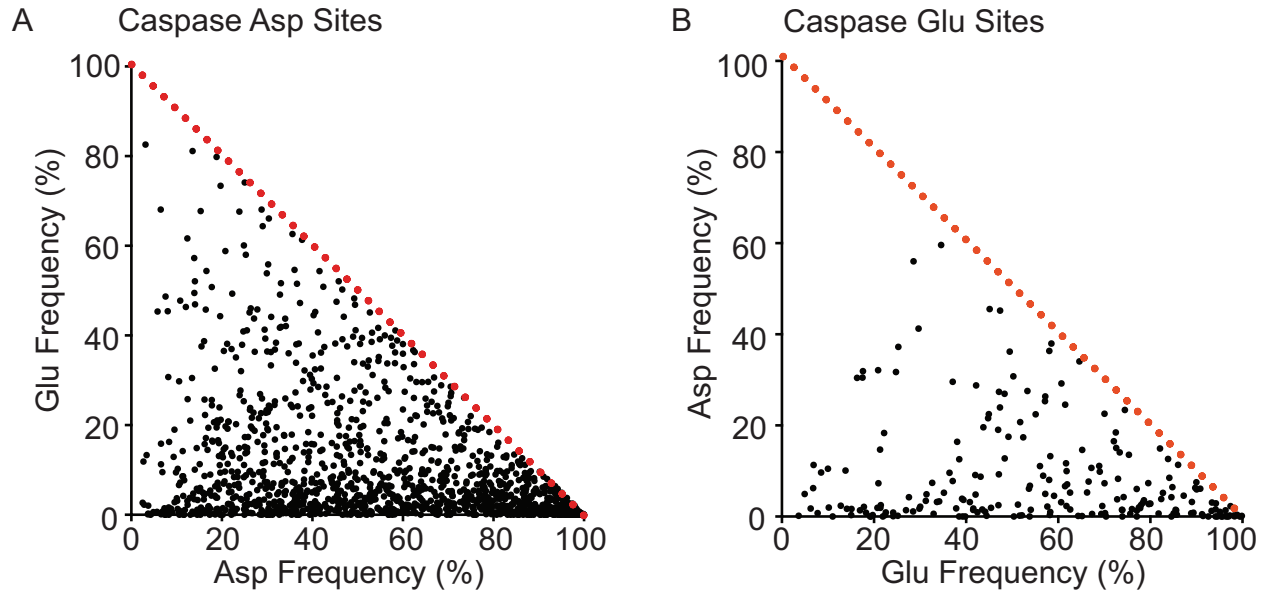 A Caspase Asp Sites
100
80
60
40
20
0
Glu Frequency (%)
0 20 40 60 80 100
Asp Frequency (%)
B Caspase Glu Sites
100
80
60
40
20
0
Asp Frequency (%)
0 20 40 60 80 100
Glu Frequency (%)